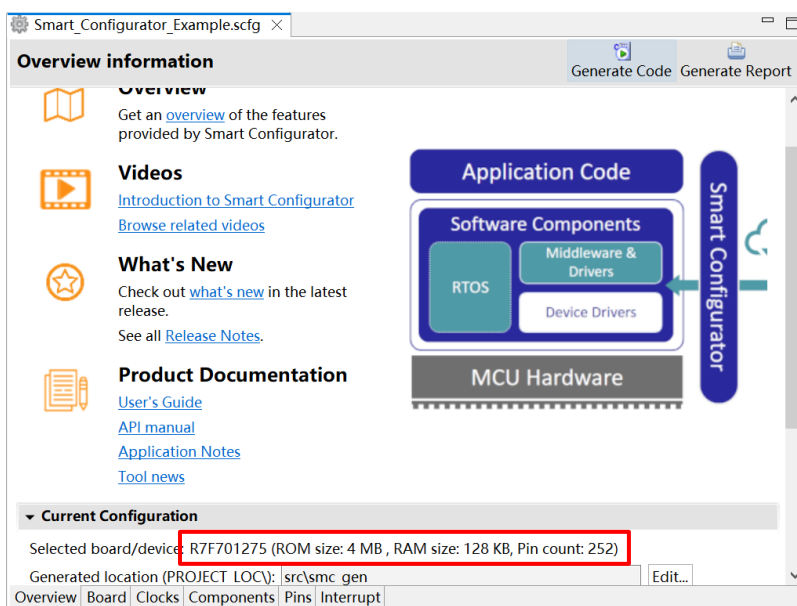 Smart_Configurator_Example.scfg
Overview information
Generate Code
Generate Report
Overview
Get an overview of the features
provided by Smart Configurator.
Videos
Introduction to Smart Configurator
Browse related videos
What's New
Check out what's new in the latest
release.
See all Release Notes.
Product Documentation
User's Guide
API manual
Application Notes
Tool news
Application Code
Software Components
RTOS
Middleware &
Drivers
Device Drivers
MCU Hardware
Smart Configurator
Current Configuration
Selected board/device: R7F701275 (ROM size: 4 MB , RAM size: 128 KB, Pin count: 252)
Generated location (PROJECT_LOC\): src\smc_gen Edit...
Overview Board Clocks Components Pins Interrupt